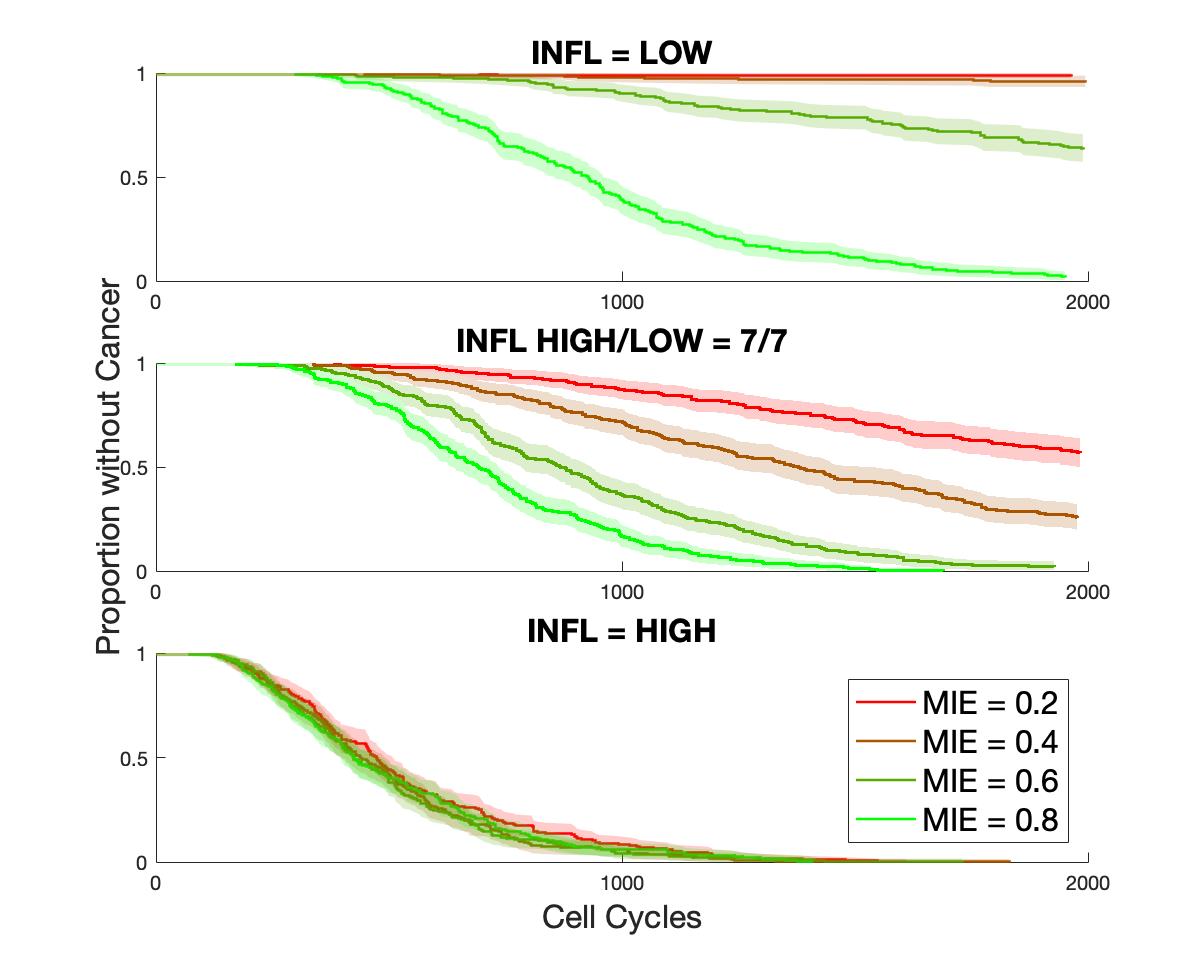 INFL = LOW
1
0.5
0
0 1000 2000
INFL HIGH/LOW = 7/7
1
0.5
0
0 1000 2000
INFL = HIGH
1
0.5
0
0 1000 2000
Proportion without Cancer
Cell Cycles
MIE = 0.2
MIE = 0.4
MIE = 0.6
MIE = 0.8